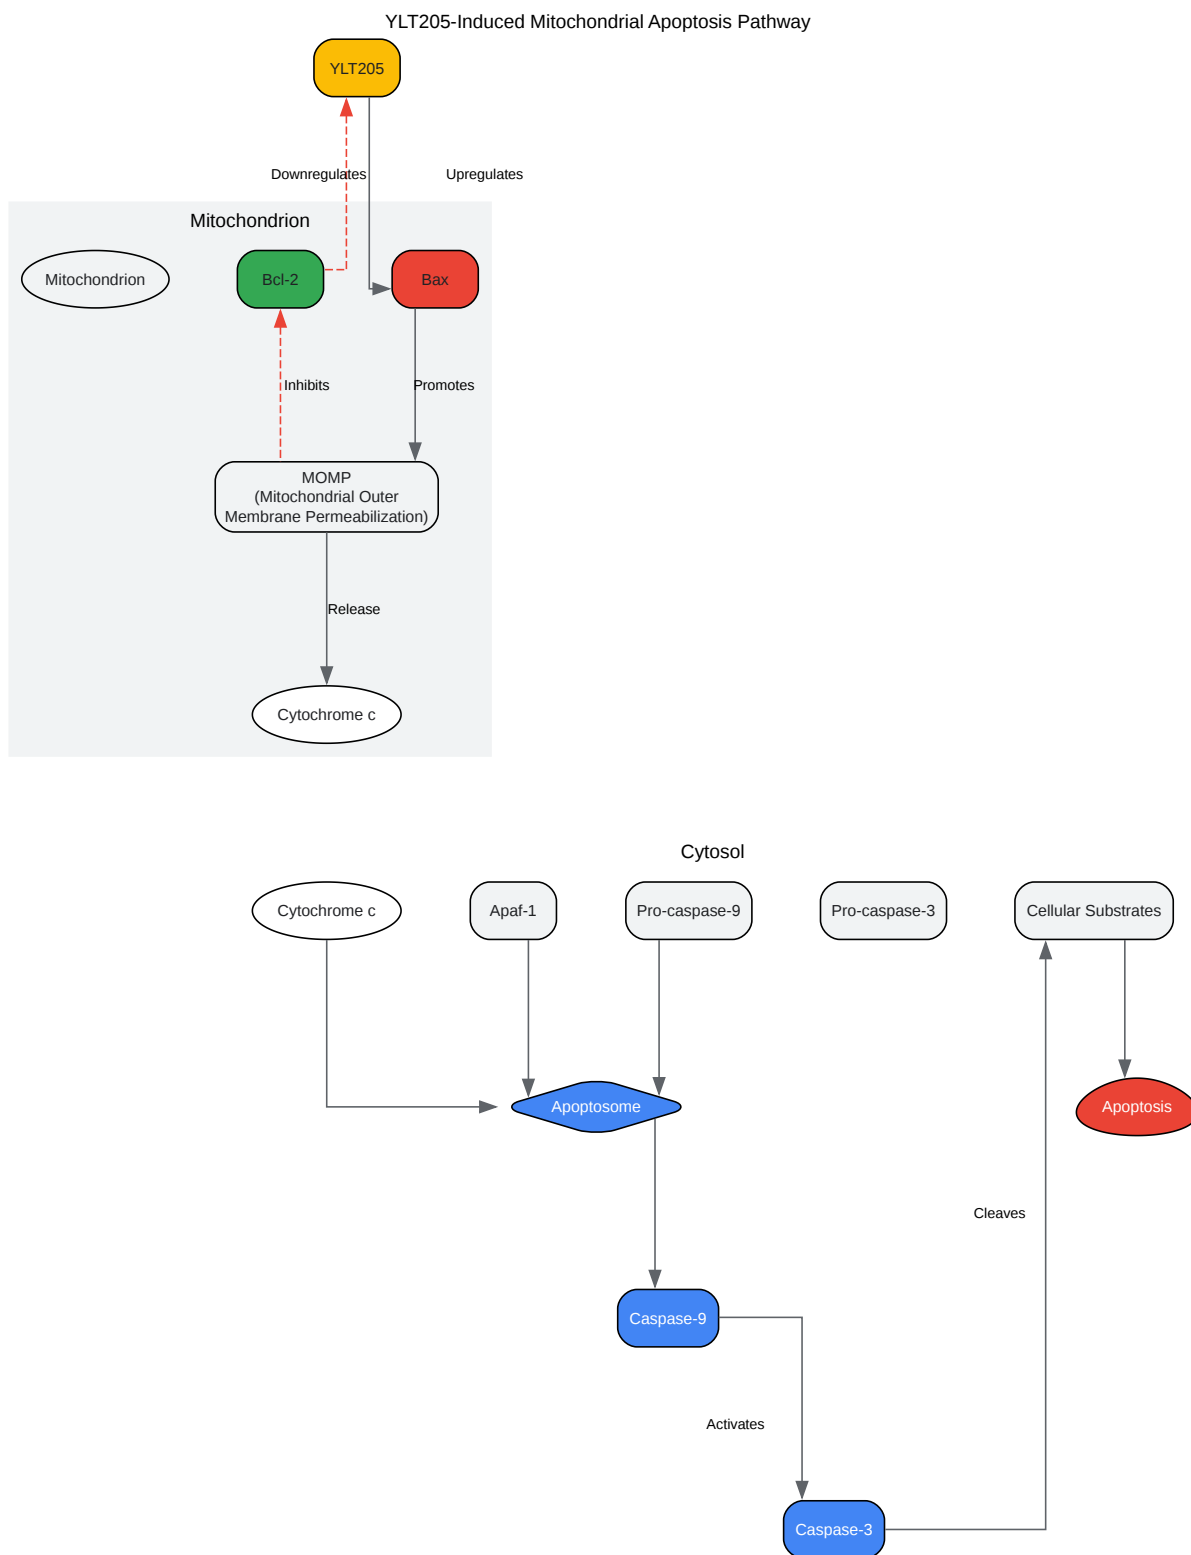 YLT205-Induced Mitochondrial Apoptosis Pathway
YLT205
Downregulates
Upregulates
Mitochondrion
Mitochondrion
Bcl-2
Bax
Inhibits
Promotes
MOMP
(Mitochondrial Outer
Membrane Permeabilization)
Release
Cytochrome c
Cytosol
Cytochrome c
Apaf-1
Pro-caspase-9
Pro-caspase-3
Cellular Substrates
Apoptosome
Apoptosis
Cleaves
Caspase-9
Activates
Caspase-3